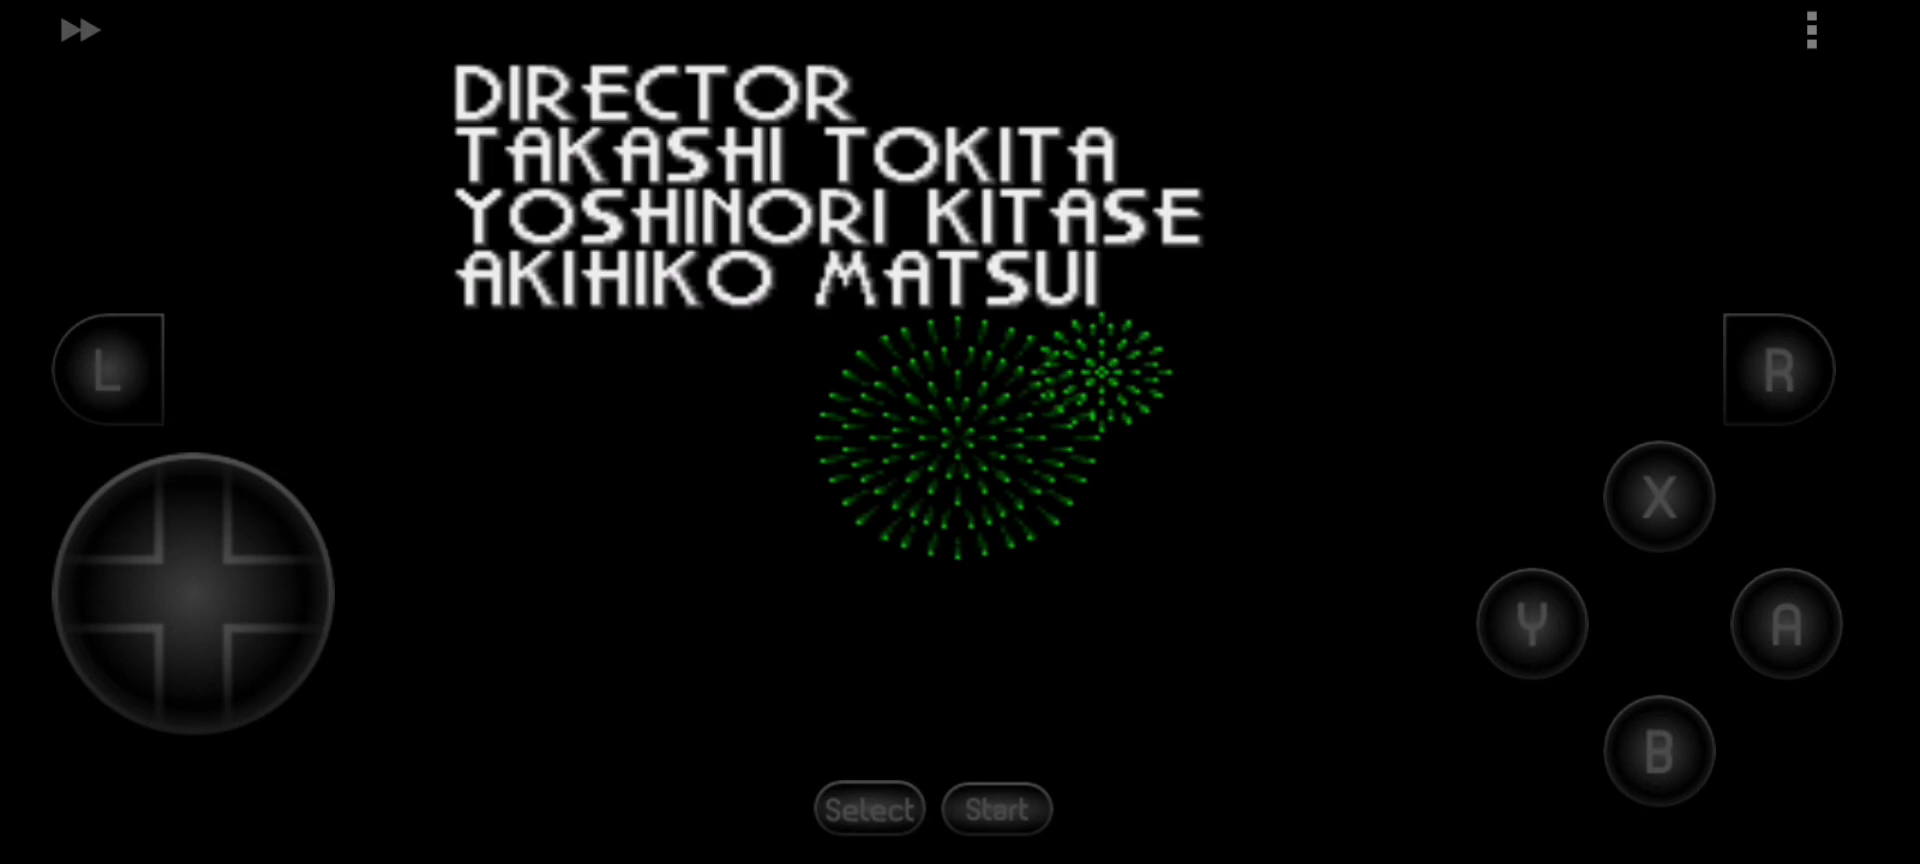 DIRECTOR
TAKASHI TOKITA
YOSHINORI KITASE
AKIHIKO MATSUI
L
R
X
Y
A
B
Select
Start